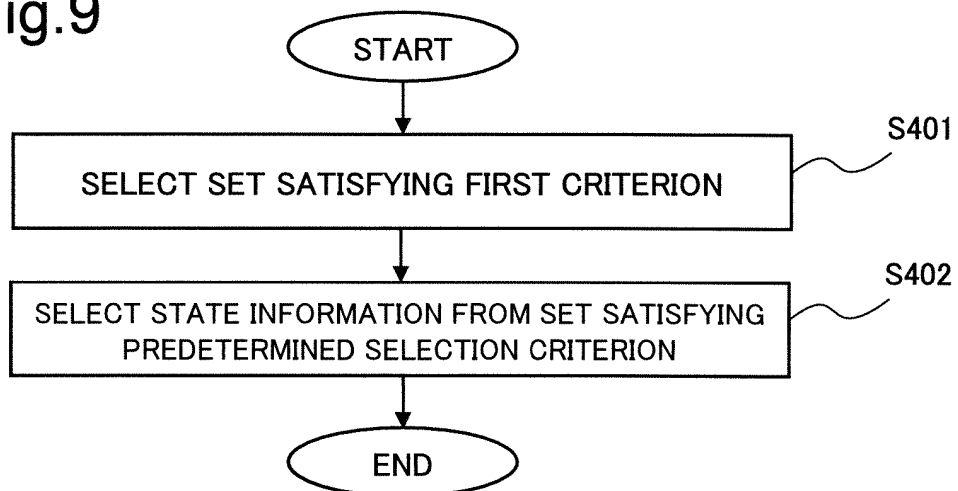 ig.9
START
S401
SELECT SET SATISFYING FIRST CRITERION
S402
SELECT STATE INFORMATION FROM SET SATISFYING
PREDETERMINED SELECTION CRITERION
END